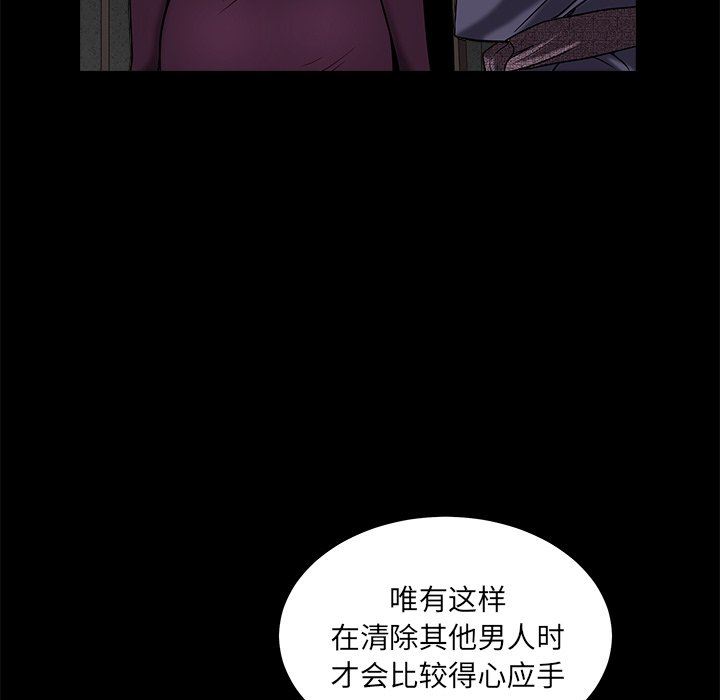 唯有这样
在清除其他男人时
才会比较得心应手